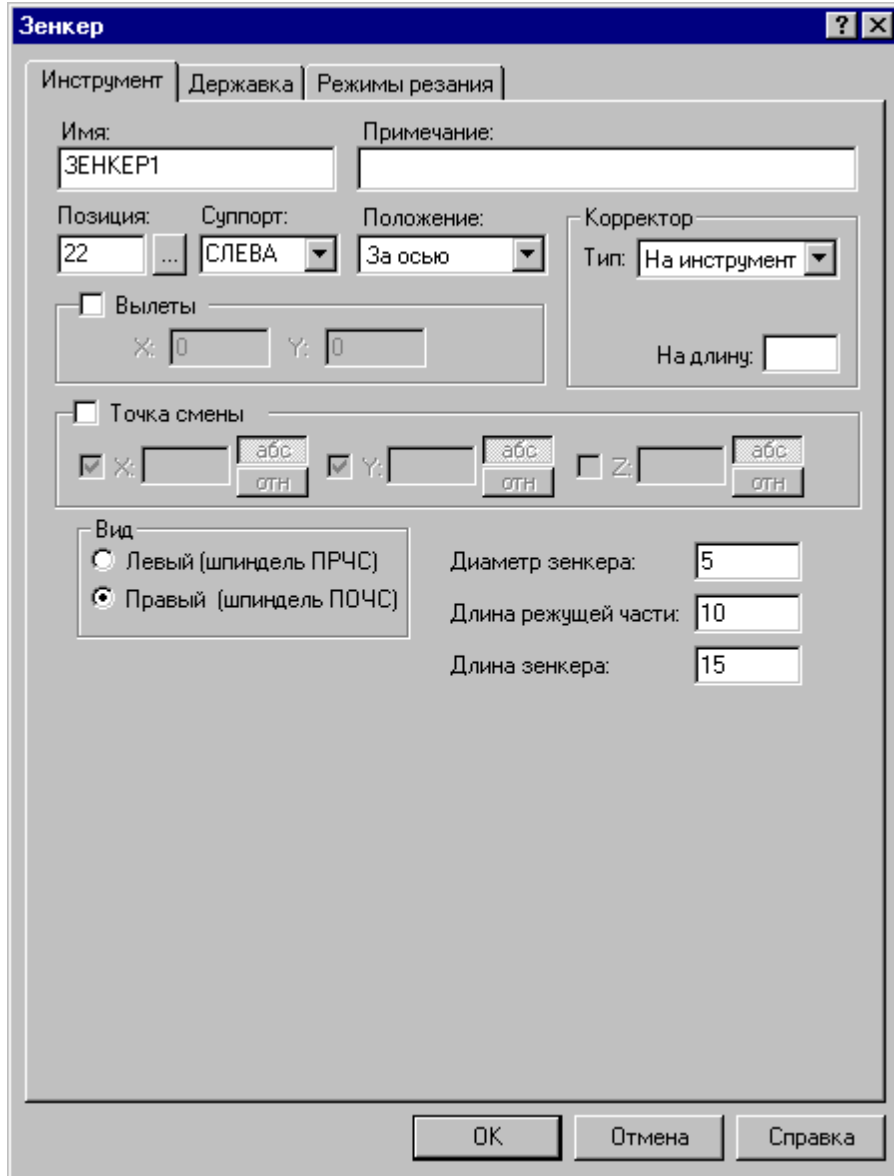 Зенкер
Инструмент Державка Режимы резания
Имя: Примечание:
ЗЕНКЕР1
Позиция: Суппорт: Положение: Корректор
22 ... СЛЕВА За осью Тип: На инструмент
Вылеты
X: 0 Y: 0 На длину:
Точка смены
X: абс Y: абс Z: абс
отн отн отн
Вид
Левый (шпиндель ПРЧС) Диаметр зенкера: 5
Правый (шпиндель ПОЧС) Длина режущей части: 10
Длина зенкера: 15
OK Отмена Справка